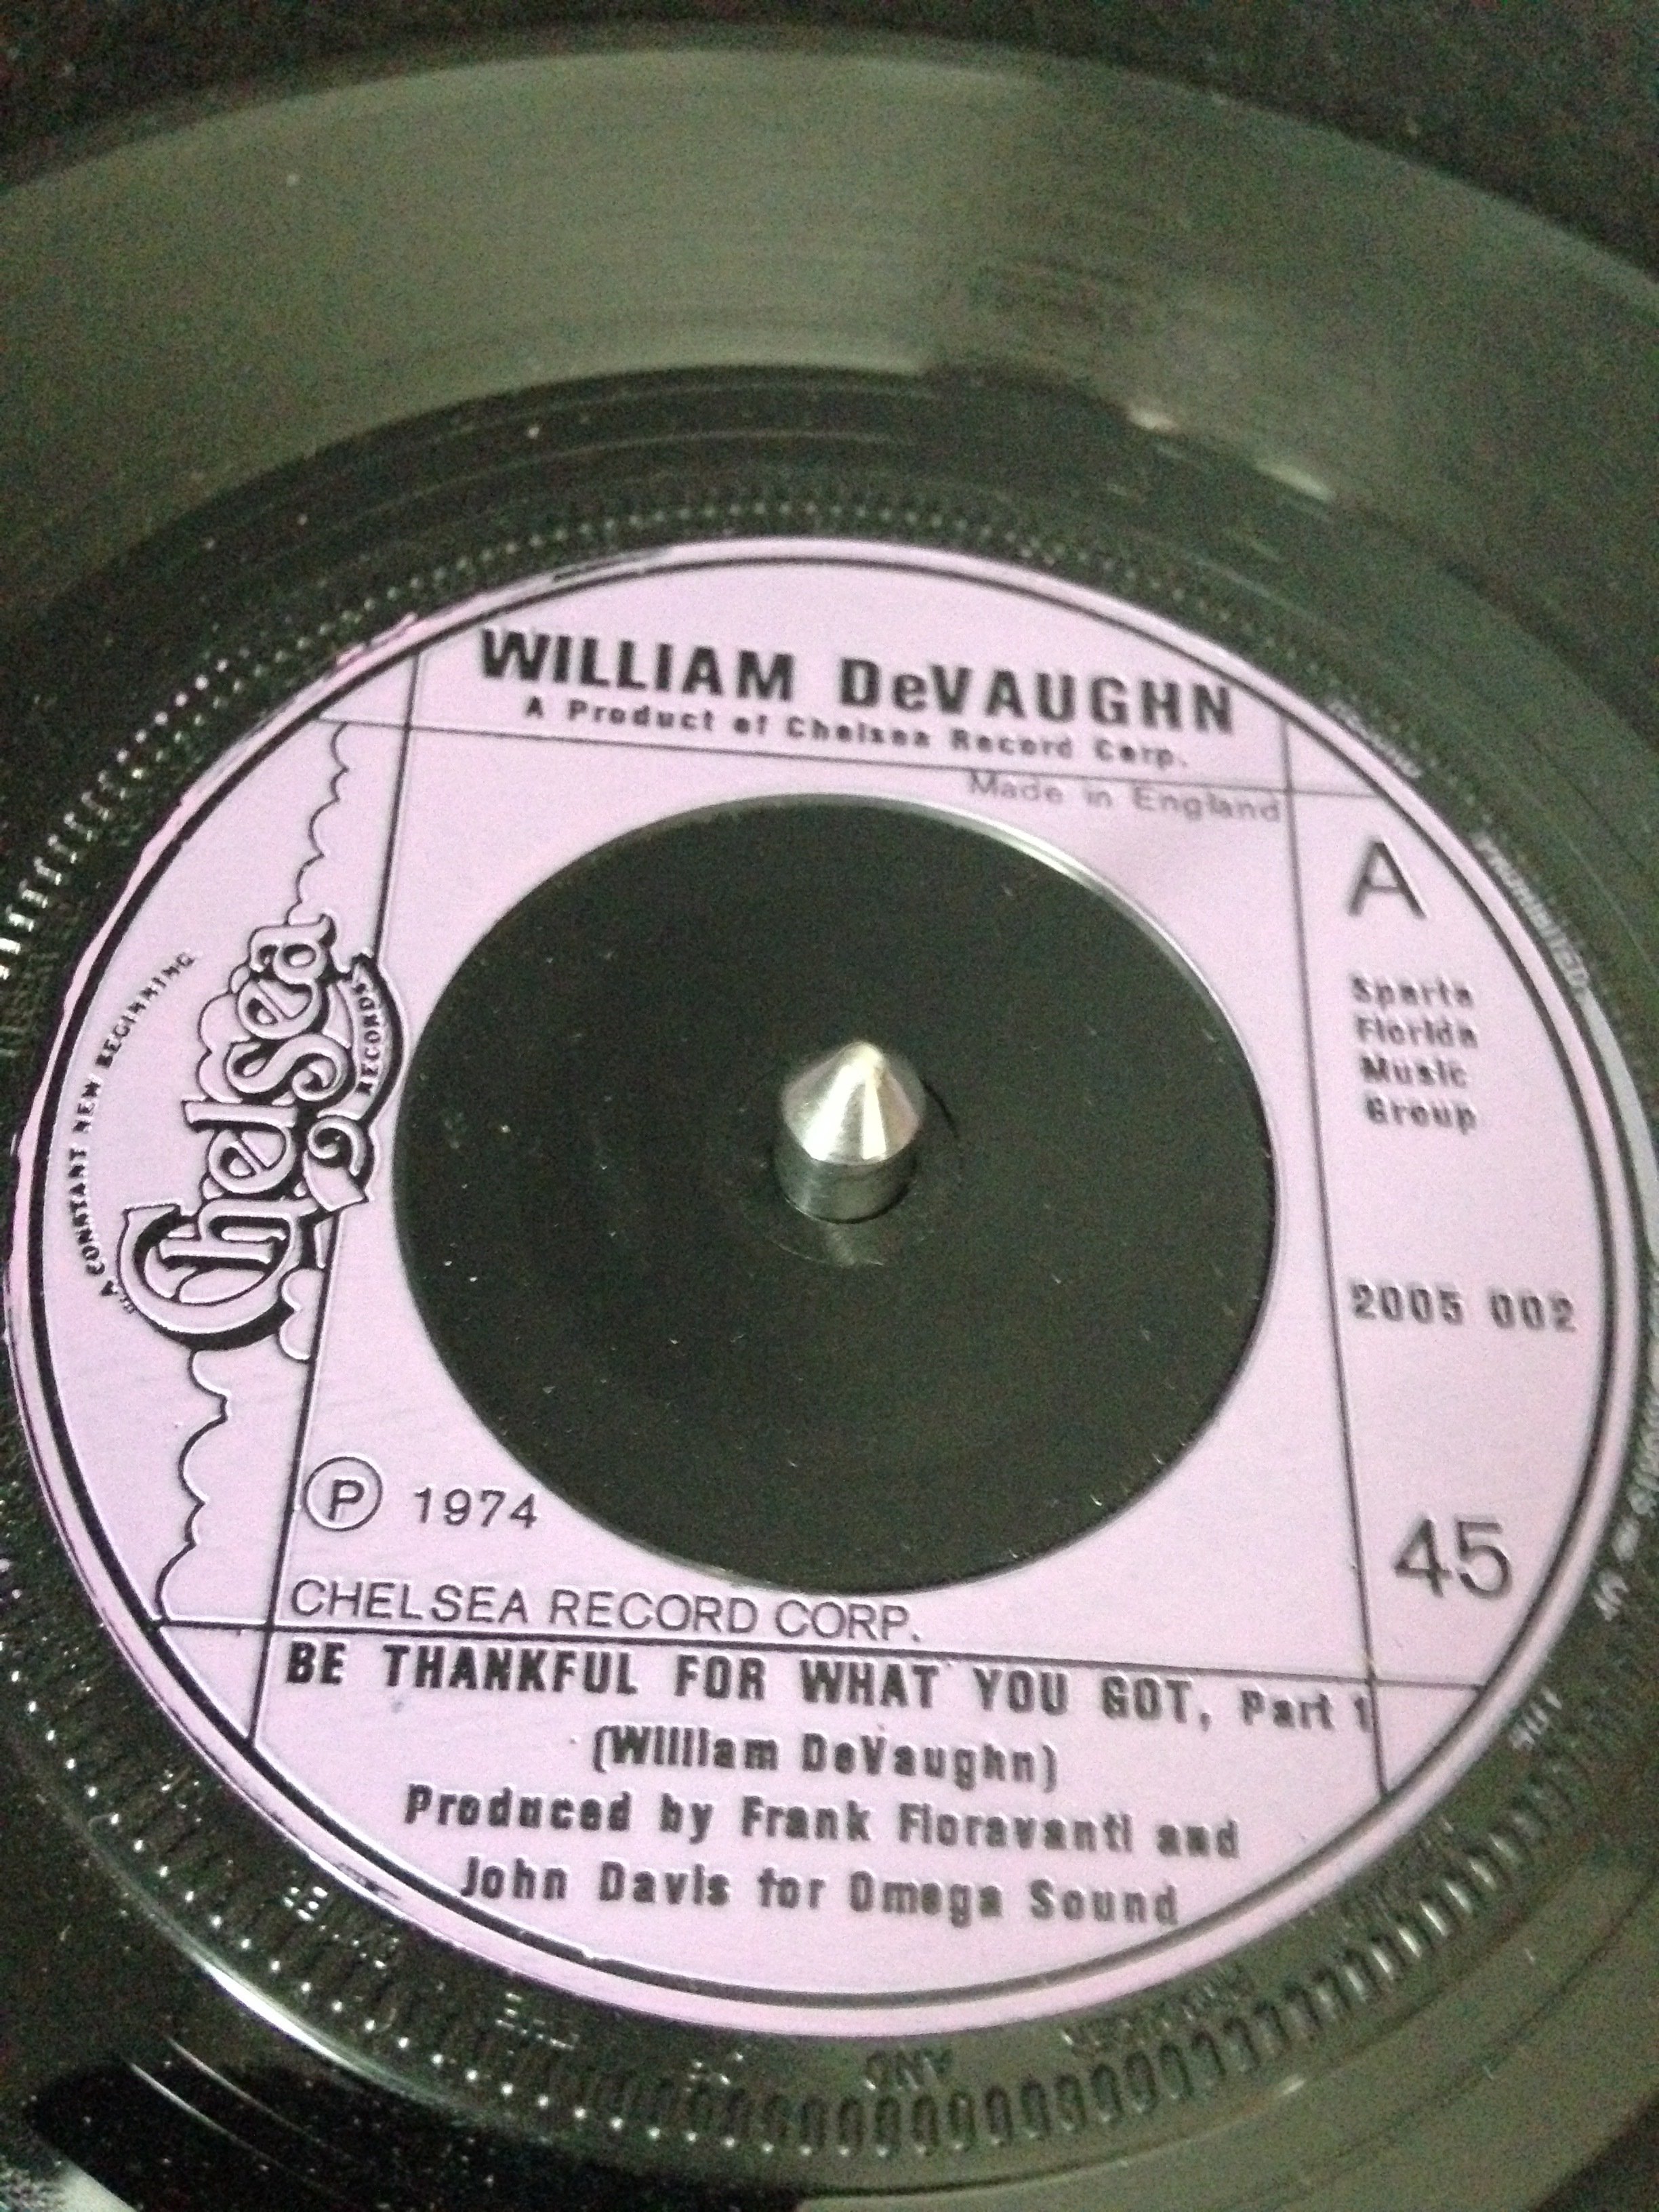 WILLIAM DeVAUGHN
A Product of Chelsea Record Corp.
Made in England
"A CONSTANT NEW BEGINNING
Chelsea
RECORDS
A
Sparta
Florida
Music
Group
2005 002
45
Ⓟ 1974
CHELSEA RECORD CORP.
BE THANKFUL FOR WHAT YOU GOT, Part 1
(William DeVaughn)
Produced by Frank Fioravanti and
John Davis for Omega Sound
PROHIBITED
AND